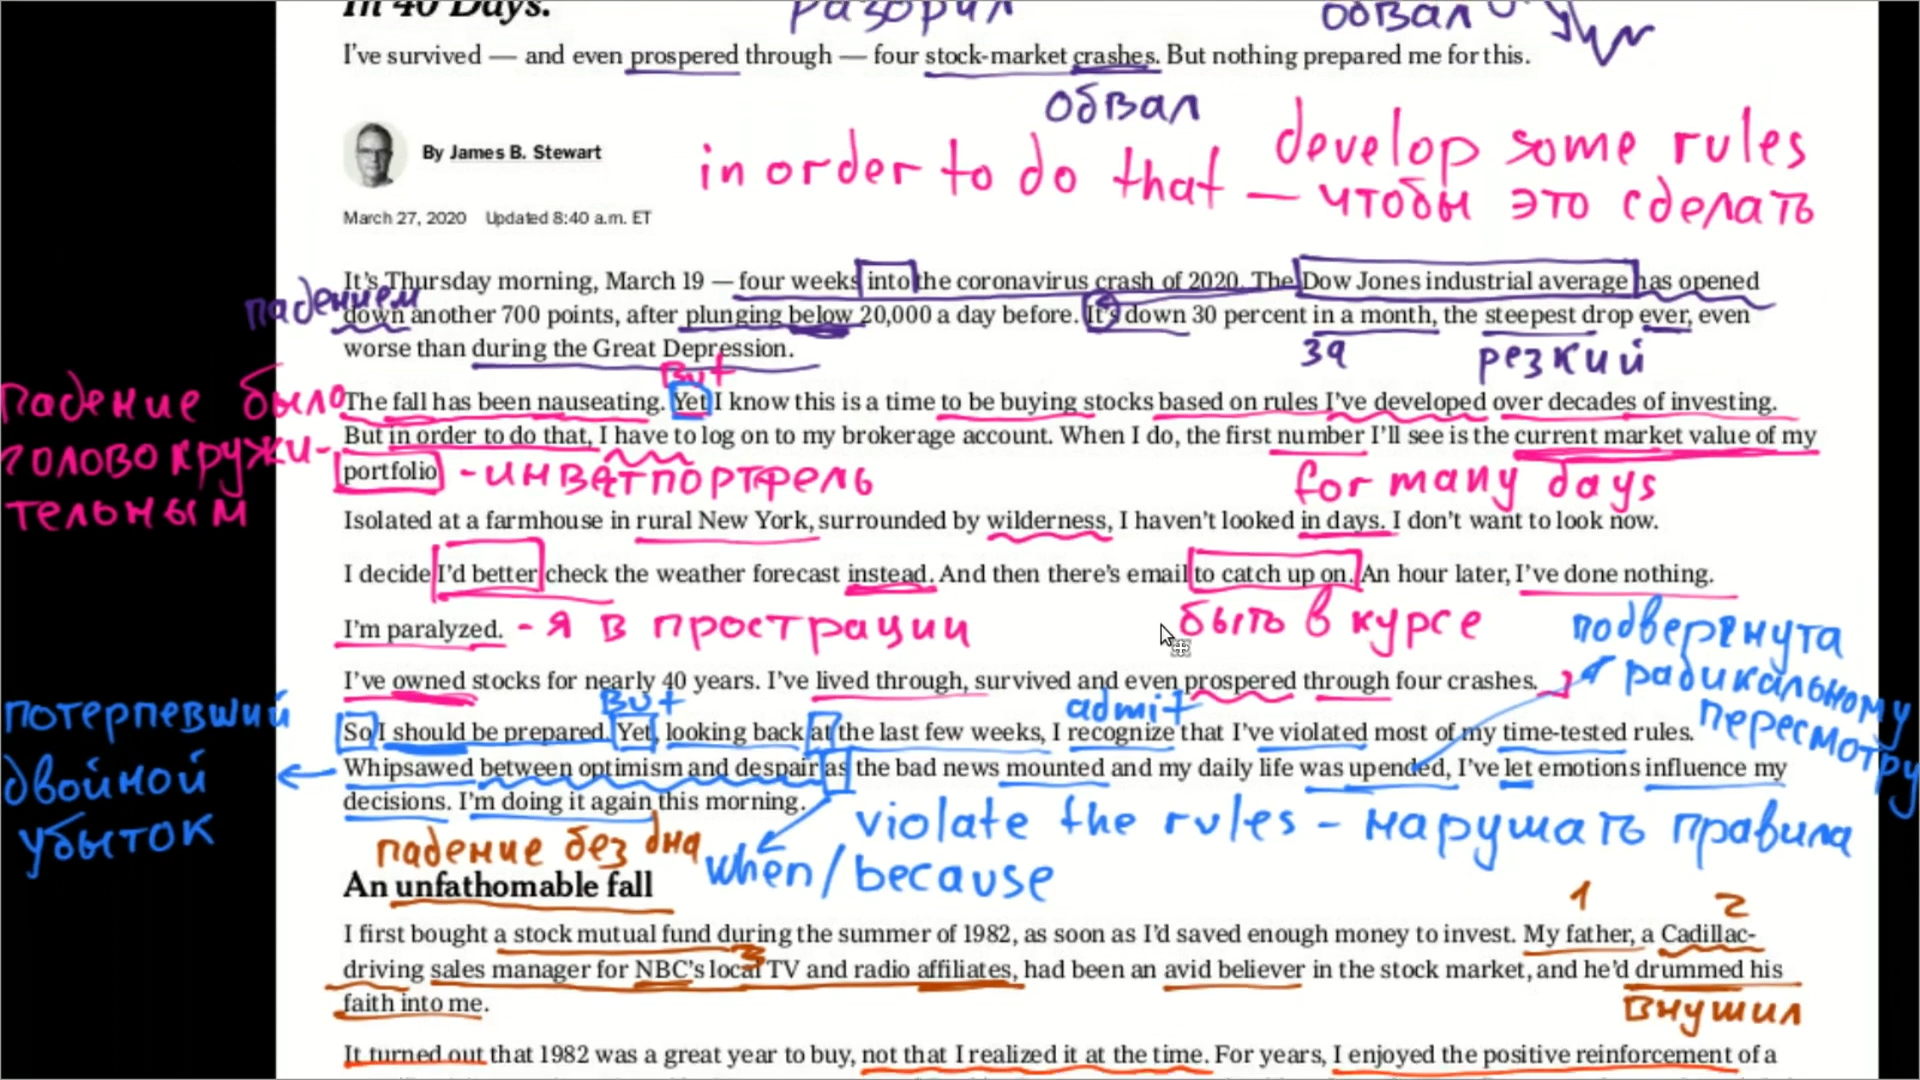 In 40 Days.
разорил
обвал
I've survived — and even prospered through — four stock-market crashes. But nothing prepared me for this.
обвал
By James B. Stewart
in order to do that — чтобы это сделать
develop some rules
March 27, 2020 Updated 8:40 a.m. ET
It's Thursday morning, March 19 — four weeks into the coronavirus crash of 2020. The Dow Jones industrial average has opened
падением
down another 700 points, after plunging below 20,000 a day before. It's down 30 percent in a month, the steepest drop ever, even
worse than during the Great Depression.
за
резкий
But
Падение было
головокружи-
тельным
The fall has been nauseating. Yet I know this is a time to be buying stocks based on rules I've developed over decades of investing.
But in order to do that, I have to log on to my brokerage account. When I do, the first number I'll see is the current market value of my
portfolio
- инветпортфель
for many days
Isolated at a farmhouse in rural New York, surrounded by wilderness, I haven't looked in days. I don't want to look now.
I decide I'd better check the weather forecast instead. And then there's email to catch up on. An hour later, I've done nothing.
I'm paralyzed. - я в прострации
быть в курсе
подвергнута
радикальному
пересмотру
I've owned stocks for nearly 40 years. I've lived through, survived and even prospered through four crashes.
But
admit
потерпевший
двойной
убыток
So I should be prepared. Yet, looking back at the last few weeks, I recognize that I've violated most of my time-tested rules.
Whipsawed between optimism and despair as the bad news mounted and my daily life was upended, I've let emotions influence my
decisions. I'm doing it again this morning.
violate the rules - нарушать правила
when/because
падение без дна
An unfathomable fall
1
2
I first bought a stock mutual fund during the summer of 1982, as soon as I'd saved enough money to invest. My father, a Cadillac-
3
driving sales manager for NBC's local TV and radio affiliates, had been an avid believer in the stock market, and he'd drummed his
faith into me.
внушил
It turned out that 1982 was a great year to buy, not that I realized it at the time. For years, I enjoyed the positive reinforcement of a